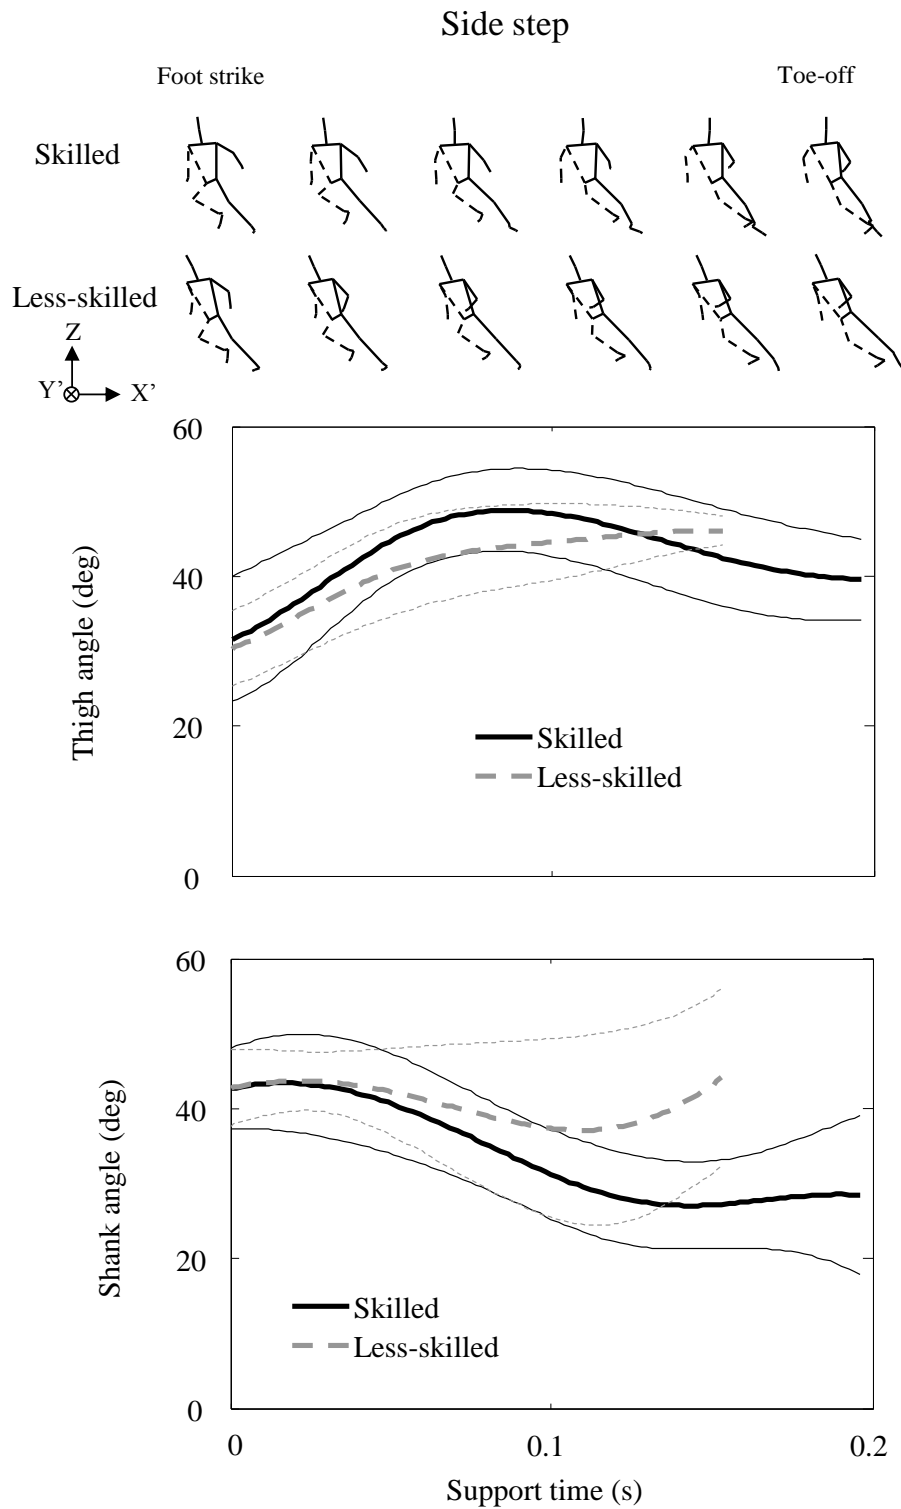 Side step
Foot strike
Toe-off
Skilled
Less-skilled
Z
Y' X'
60
40
20
0
Thigh angle (deg)
Skilled
Less-skilled
60
40
20
0
Shank angle (deg)
Skilled
Less-skilled
0 0.1 0.2
Support time (s)